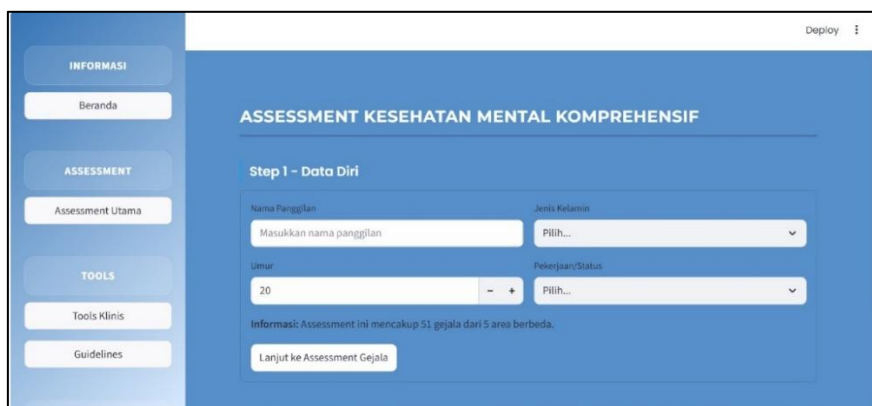 Deploy
INFORMASI
Beranda
ASSESSMENT
Assessment Utama
TOOLS
Tools Klinis
Guidelines
ASSESSMENT KESEHATAN MENTAL KOMPREHENSIF
Step 1 - Data Diri
Nama Panggilan
Masukkan nama panggilan
Jenis Kelamin
Pilih...
Umur
20
Pekerjaan/Status
Pilih...
Informasi: Assessment ini mencakup 51 gejala dari 5 area berbeda.
Lanjut ke Assessment Gejala